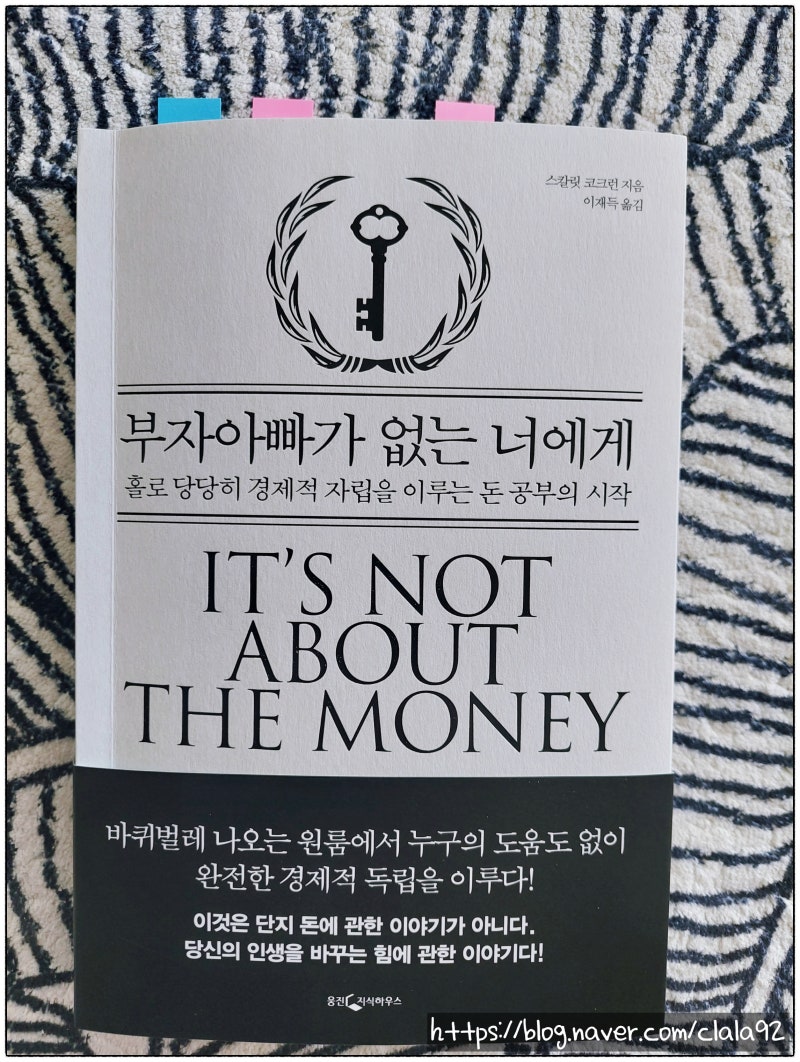 스칼릿 코크런 지음
이재득 옮김
부자아빠가 없는 너에게
홀로 당당히 경제적 자립을 이루는 돈 공부의 시작
IT'S NOT
ABOUT
THE MONEY
바퀴벌레 나오는 원룸에서 누구의 도움도 없이
완전한 경제적 독립을 이루다!
이것은 단지 돈에 관한 이야기가 아니다.
당신의 인생을 바꾸는 힘에 관한 이야기다!
웅진 지식하우스
https://blog.naver.com/clala92